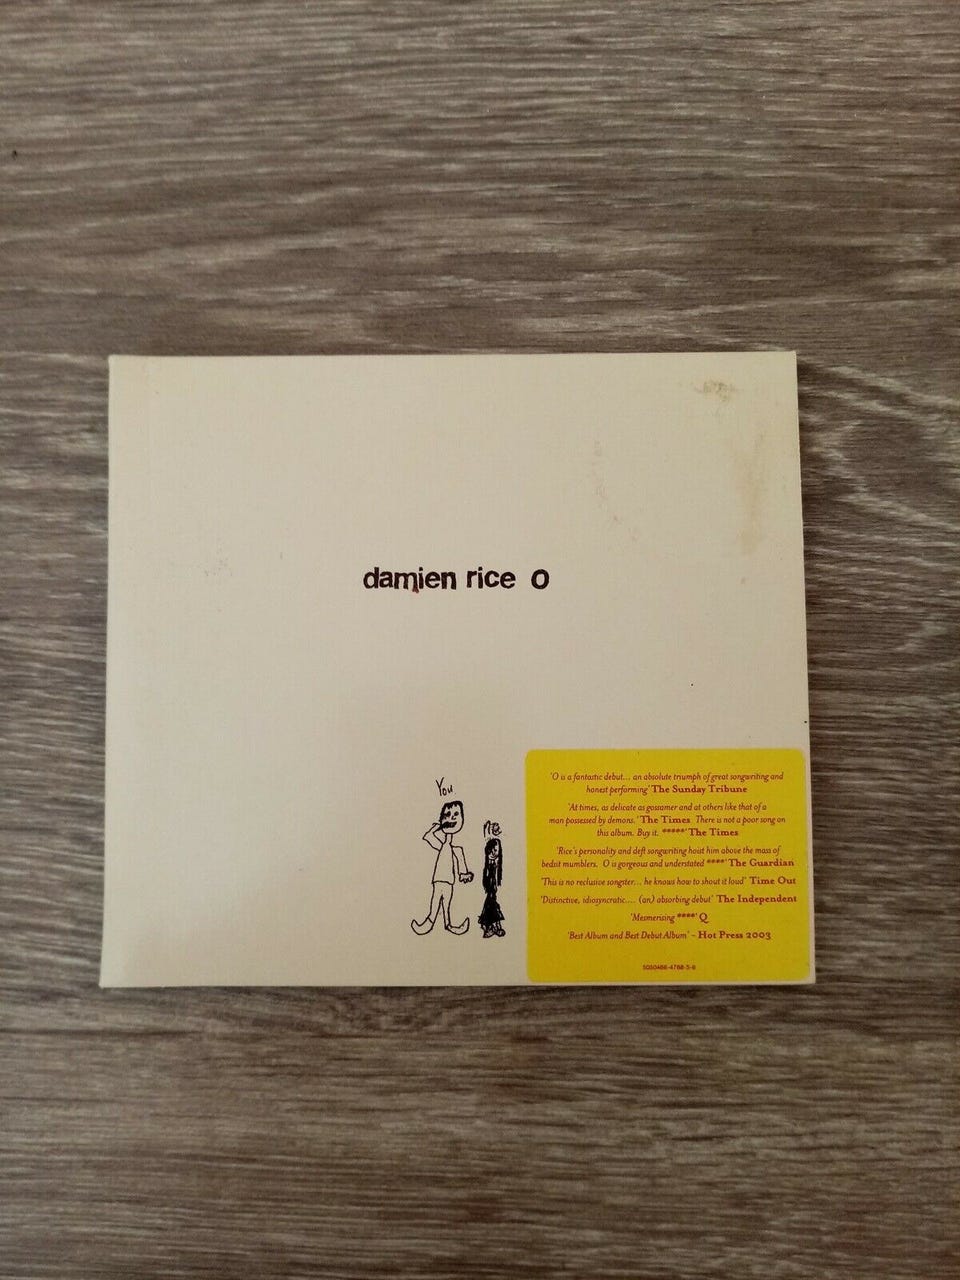 damien rice O
You
me
'O is a fantastic debut... an absolute triumph of great songwriting and
honest performing' The Sunday Tribune
'At times, as delicate as gossamer and at others like that of a
man possessed by demons.' The Times There is not a poor song on
this album. Buy it. *****' The Times
'Rice's personality and deft songwriting hoist him above the mass of
bedsit mumblers. O is gorgeous and understated ****' The Guardian
'This is no reclusive songster... he knows how to shout it loud' Time Out
'Distinctive, idiosyncratic.... (an) absorbing debut' The Independent
'Mesmerising ****' Q
'Best Album and Best Debut Album' - Hot Press 2003
5050466-4788-5-6